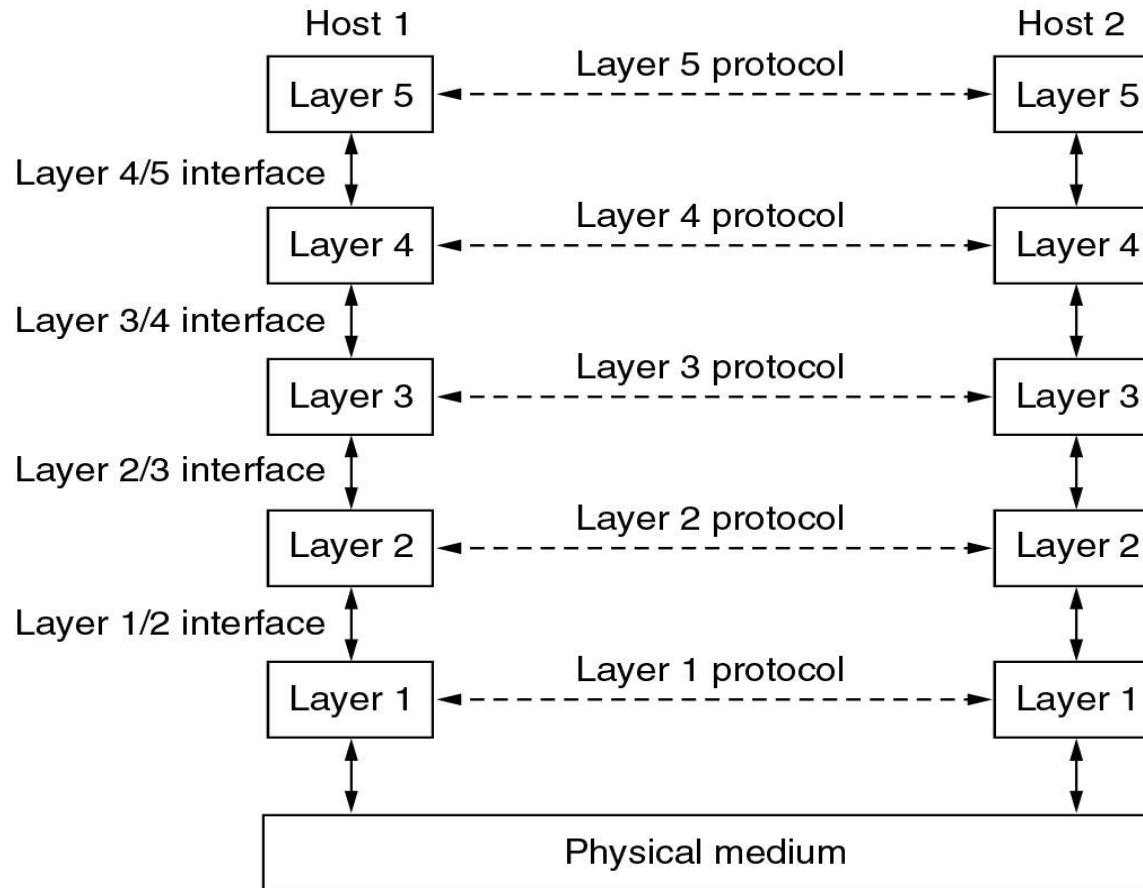 Host 1
Host 2
Layer 5 protocol
Layer 5
Layer 5
Layer 4/5 interface
Layer 4 protocol
Layer 4
Layer 4
Layer 3/4 interface
Layer 3 protocol
Layer 3
Layer 3
Layer 2/3 interface
Layer 2 protocol
Layer 2
Layer 2
Layer 1/2 interface
Layer 1 protocol
Layer 1
Layer 1
Physical medium